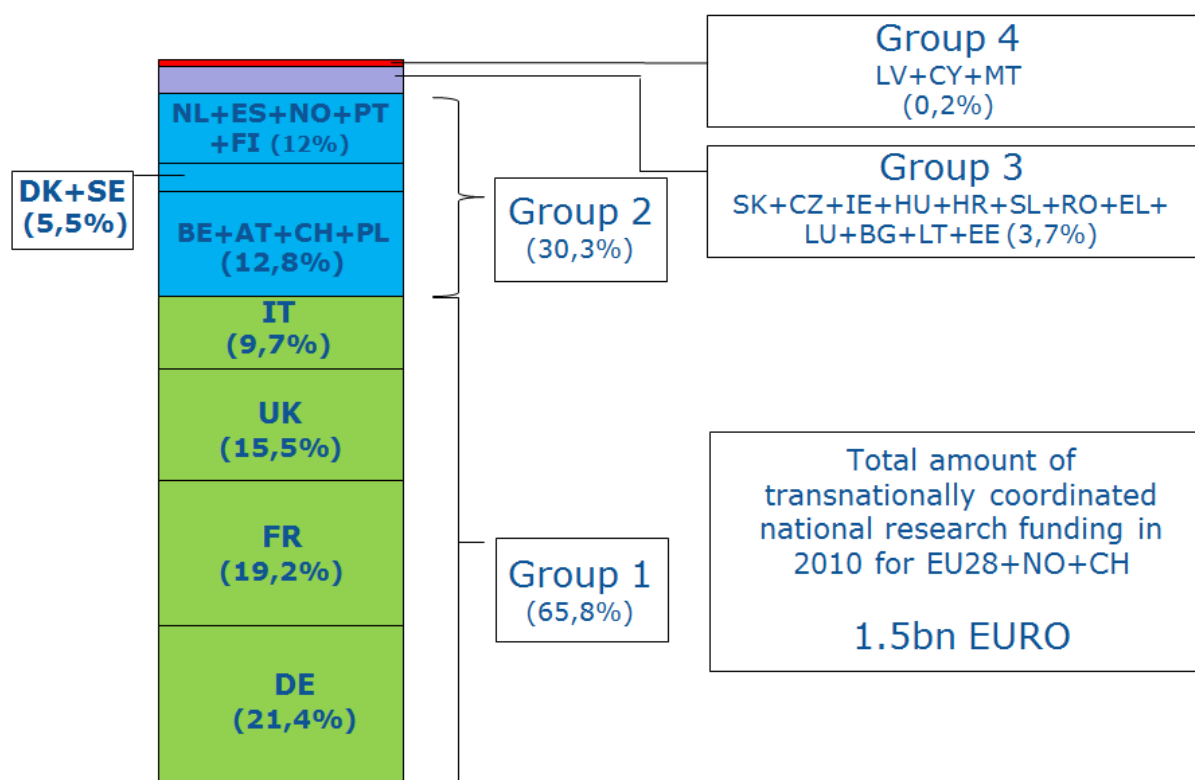 Group 4
LV+CY+MT
(0,2%)
NL+ES+NO+PT
+FI (12%)
Group 3
SK+CZ+IE+HU+HR+SL+RO+EL+
LU+BG+LT+EE (3,7%)
DK+SE
(5,5%)
BE+AT+CH+PL
(12,8%)
Group 2
(30,3%)
IT
(9,7%)
UK
(15,5%)
FR
(19,2%)
Group 1
(65,8%)
DE
(21,4%)
Total amount of
transnationally coordinated
national research funding in
2010 for EU28+NO+CH
1.5bn EURO